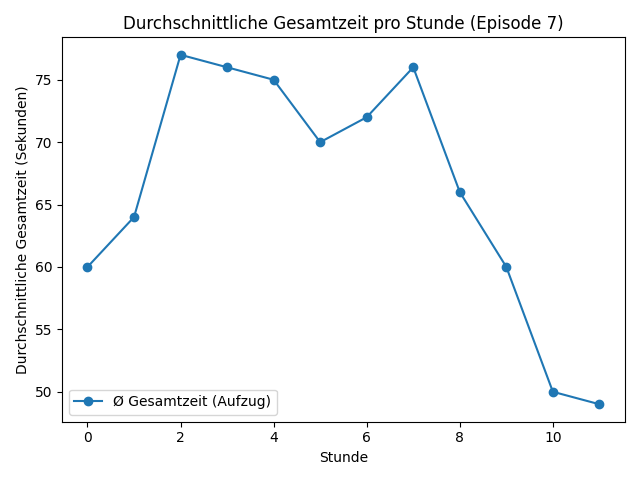 Durchschnittliche Gesamtzeit pro Stunde (Episode 7)
Durchschnittliche Gesamtzeit (Sekunden)
75
70
65
60
55
50
Ø Gesamtzeit (Aufzug)
0 2 4 6 8 10
Stunde